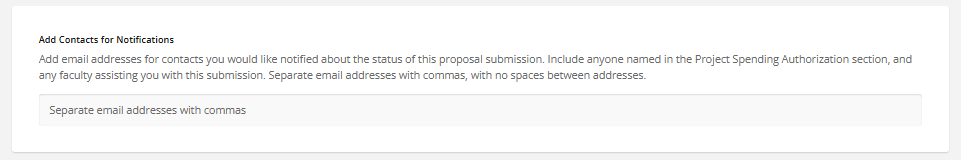 Add Contacts for Notifications
Add email addresses for contacts you would like notified about the status of this proposal submission. Include anyone named in the Project Spending Authorization section, and
any faculty assisting you with this submission. Separate email addresses with commas, with no spaces between addresses.
Separate email addresses with commas